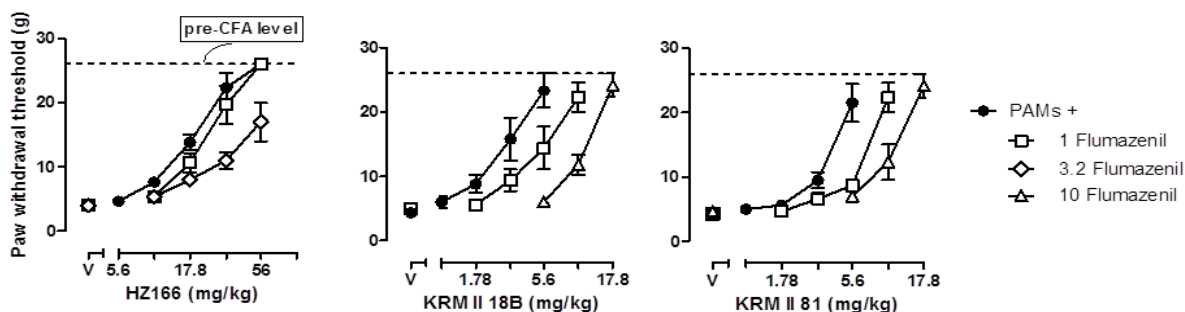 pre-CFA level
Paw withdrawal threshold (g)
30
20
10
0
V 5.6 17.8 56
HZ166 (mg/kg)
30
20
10
0
V 1.78 5.6 17.8
KRM II 18B (mg/kg)
30
20
10
0
V 1.78 5.6 17.8
KRM II 81 (mg/kg)
PAMs +
1 Flumazenil
3.2 Flumazenil
10 Flumazenil